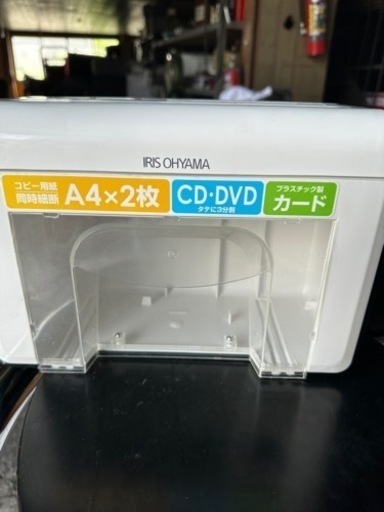 IRIS OHYAMA
コピー用紙
同時細断
A4×2枚
CD・DVD
タテに3分割
プラスチック製
カード